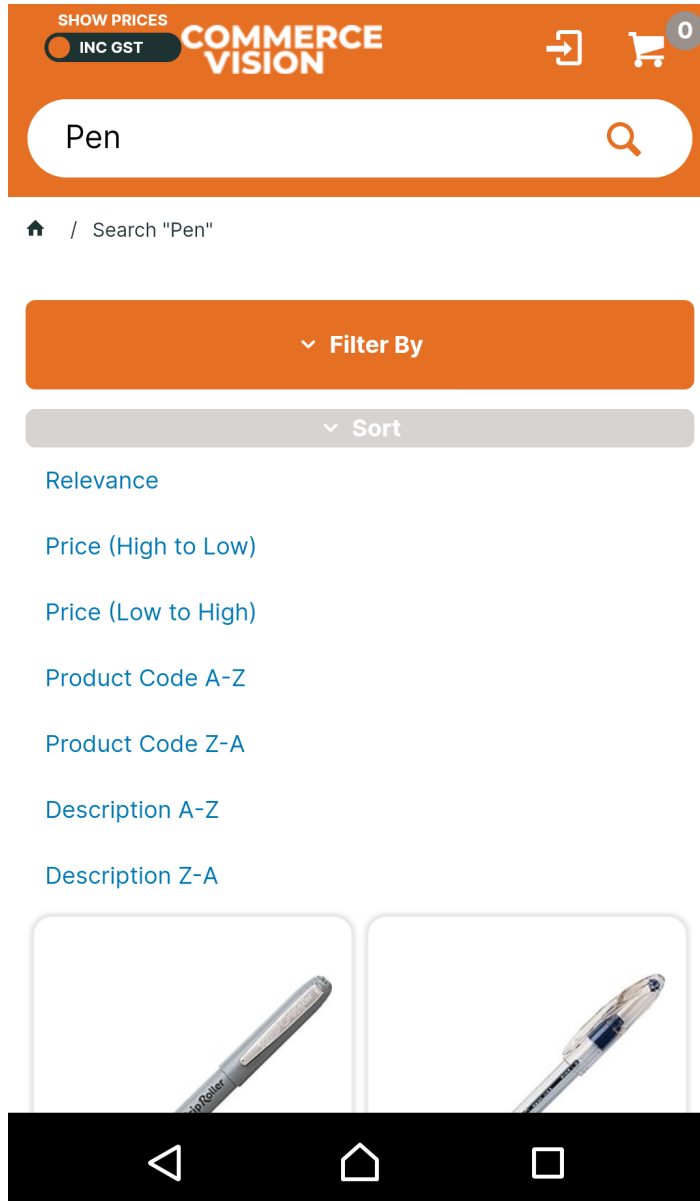 SHOW PRICES
INC GST
COMMERCE
VISION
0
Pen
/ Search "Pen"
Filter By
Sort
Relevance
Price (High to Low)
Price (Low to High)
Product Code A-Z
Product Code Z-A
Description A-Z
Description Z-A
Roller